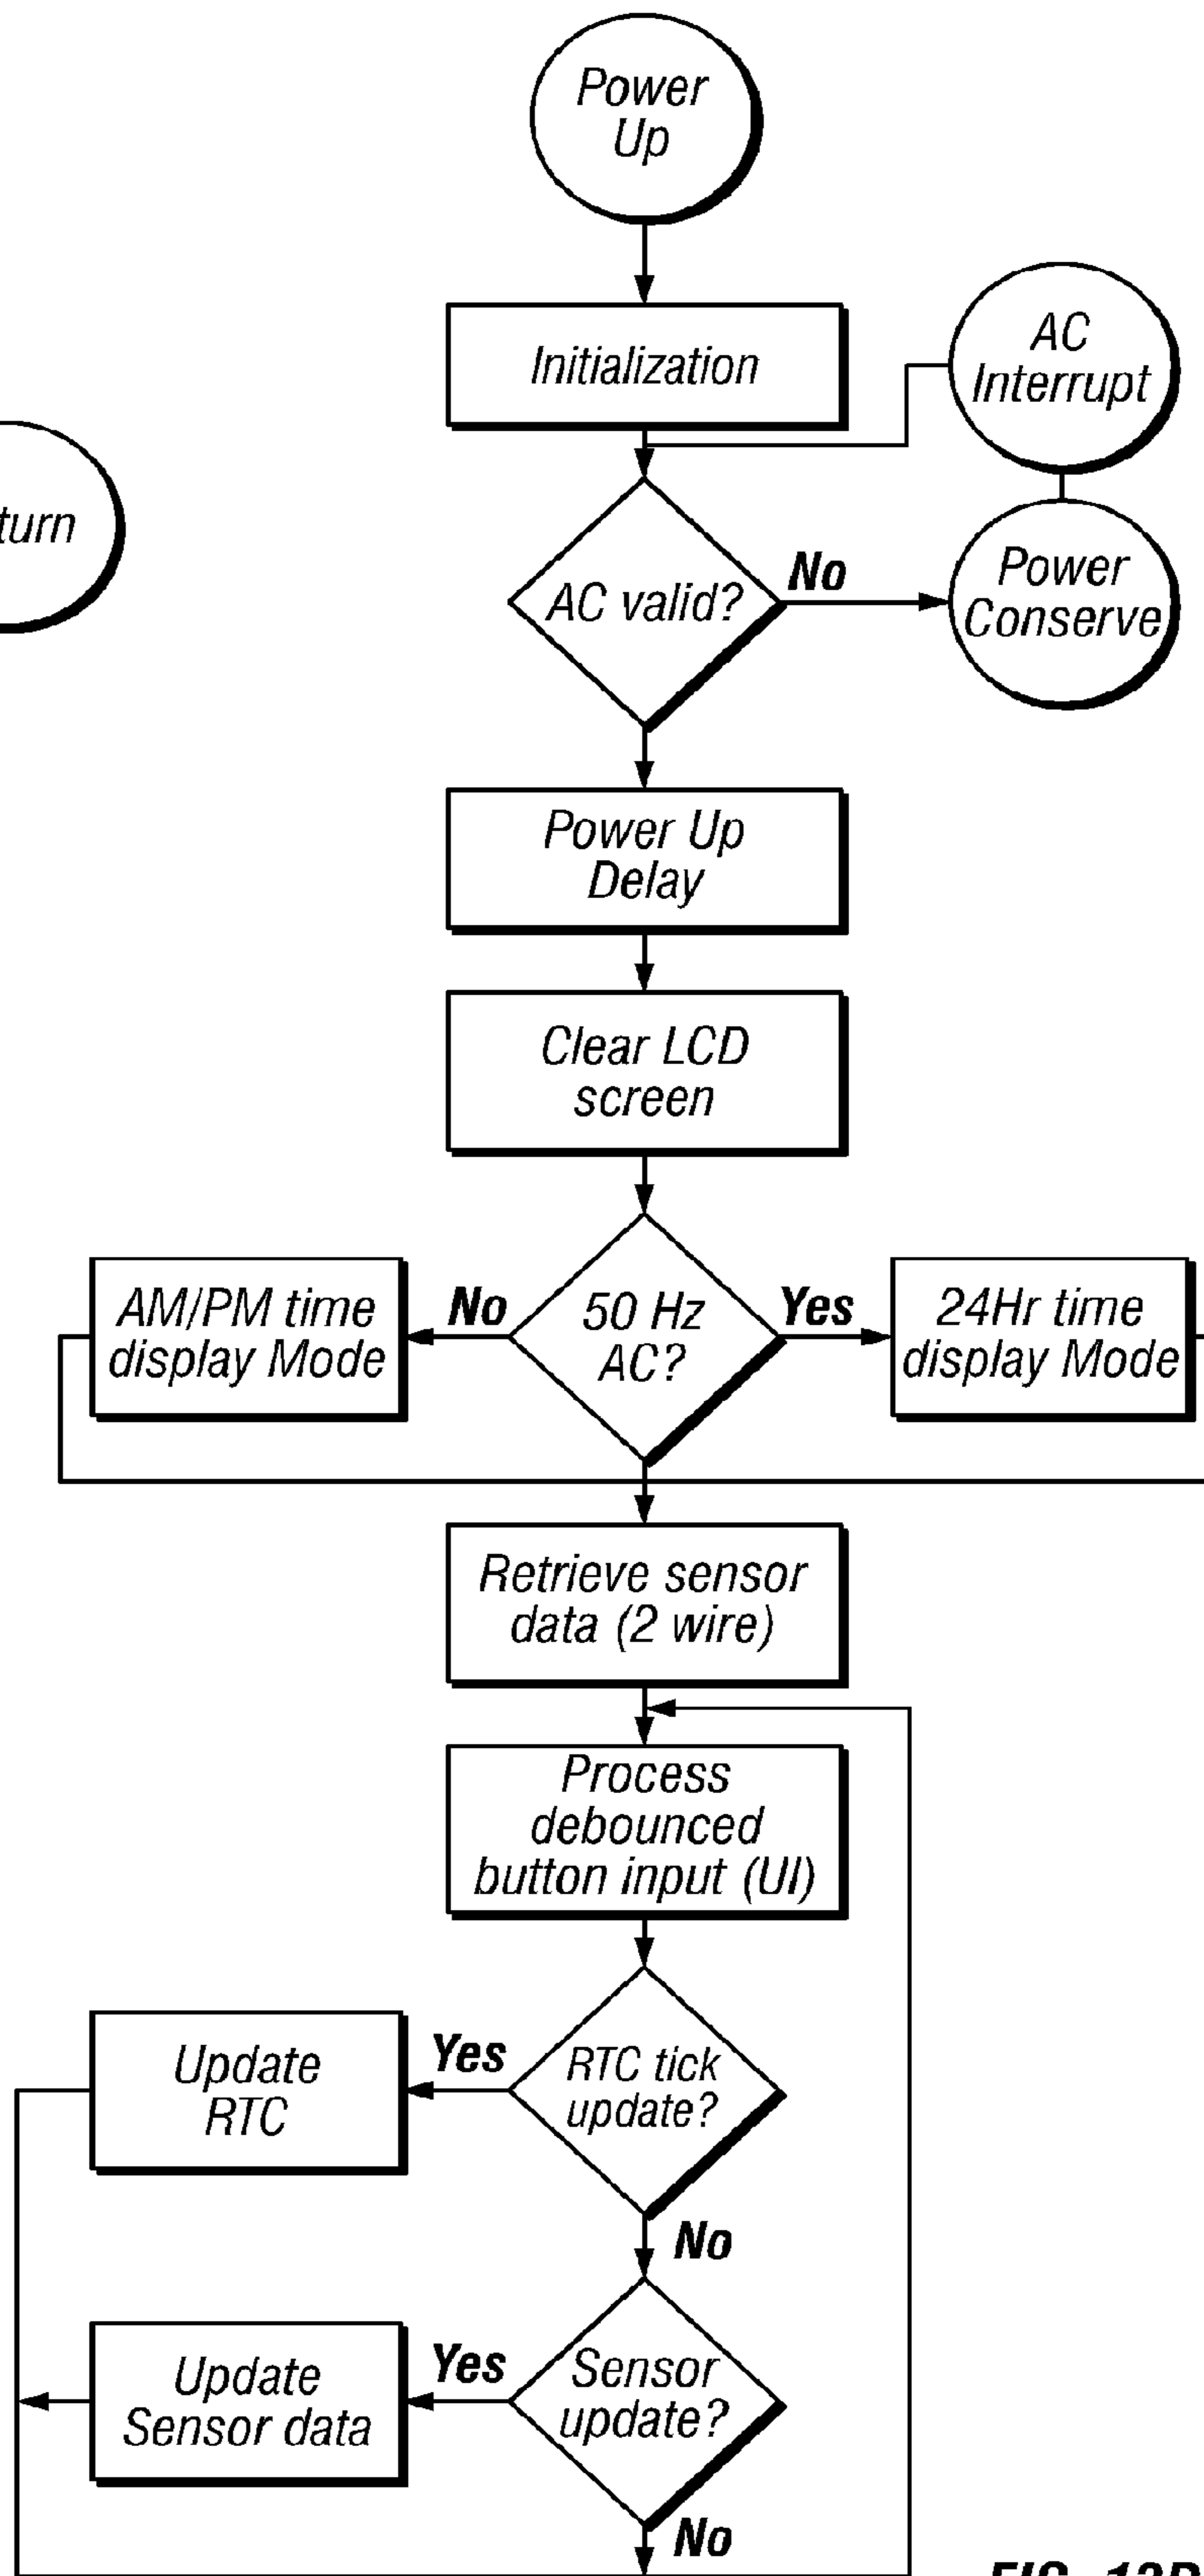 Power
Up
Initialization
AC
Interrupt
turn
AC valid?
No
Power
Conserve
Power Up
Delay
Clear LCD
screen
AM/PM time
display Mode
No
50 Hz
AC?
Yes
24Hr time
display Mode
Retrieve sensor
data (2 wire)
Process
debounced
button input (UI)
Update
RTC
Yes
RTC tick
update?
No
Update
Sensor data
Yes
Sensor
update?
No